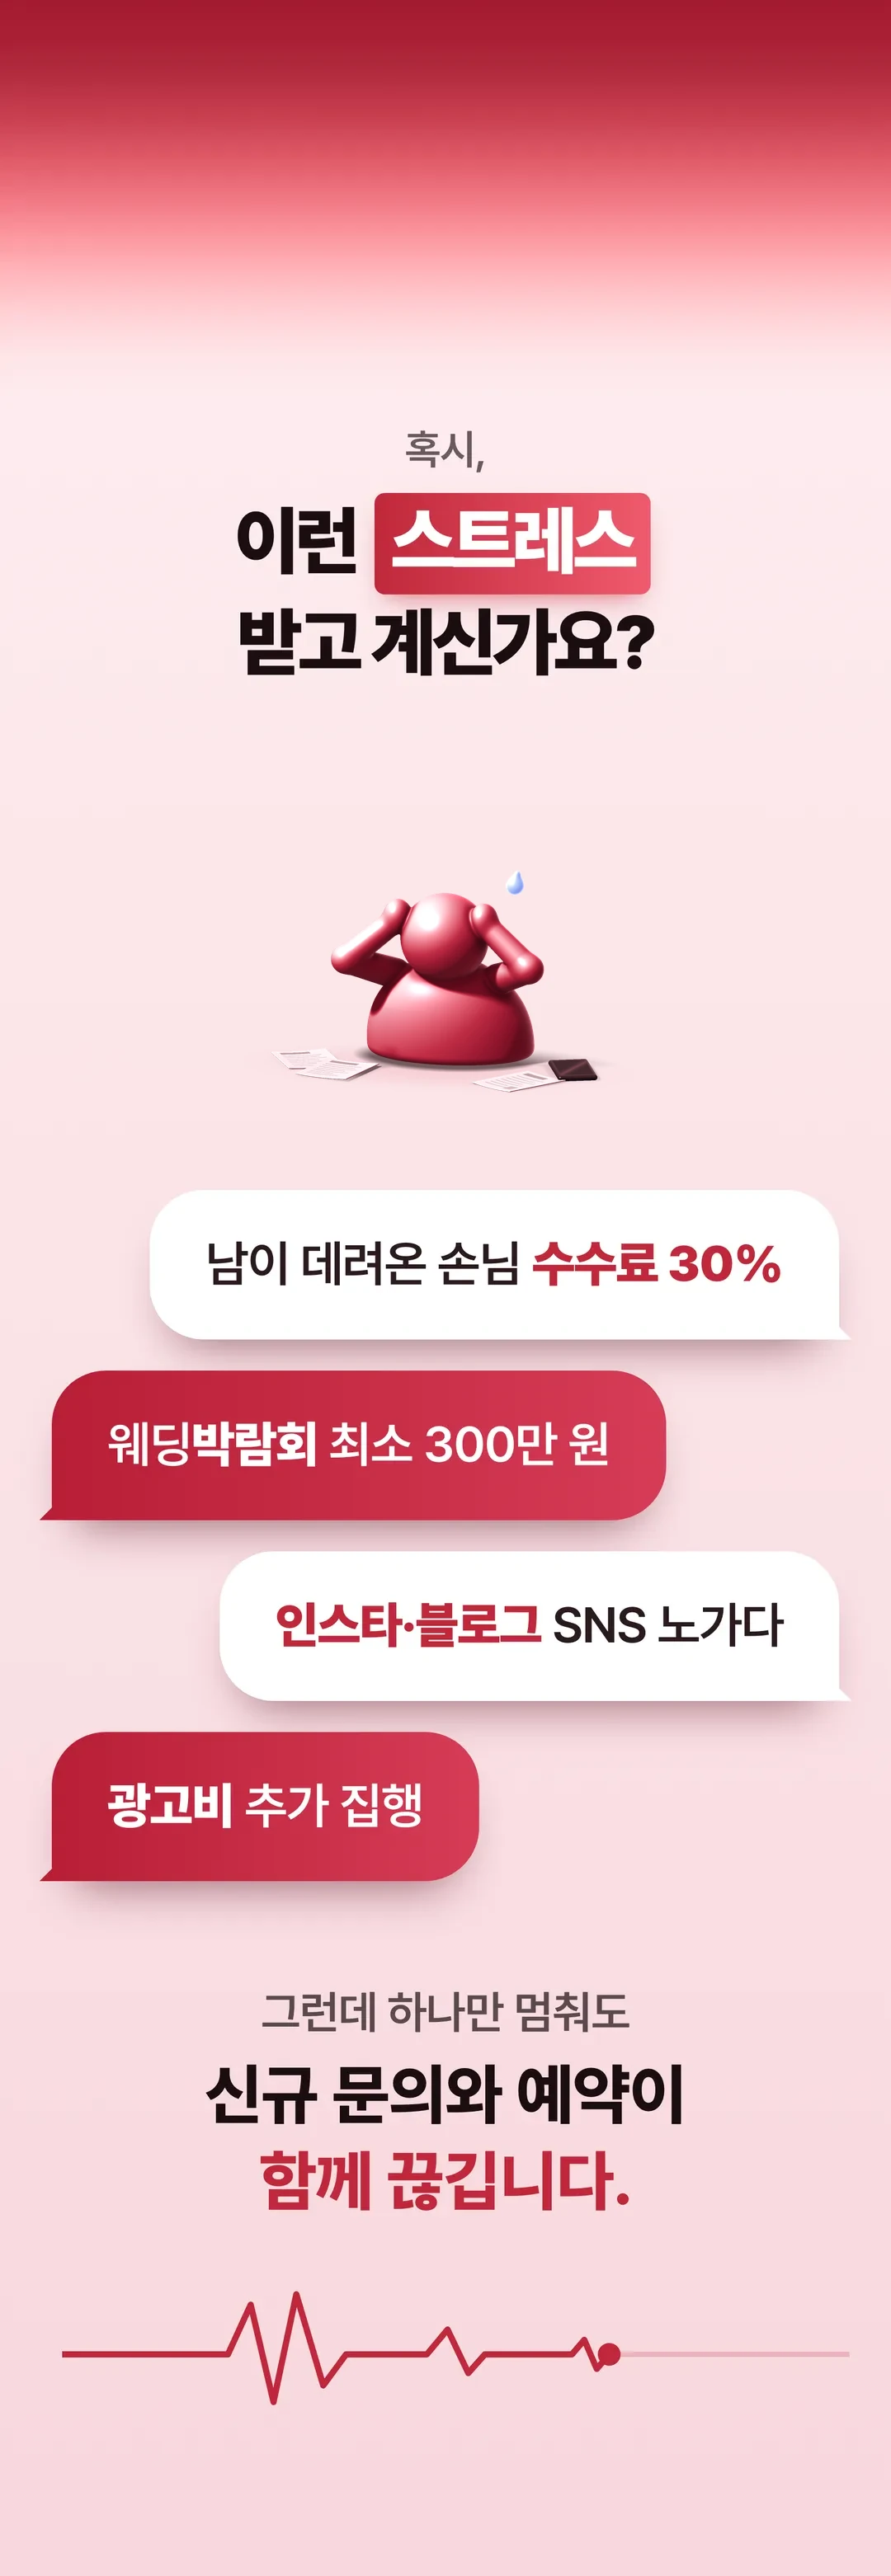 혹시,
이런 스트레스
받고 계신가요?
남이 데려온 손님 수수료 30%
웨딩박람회 최소 300만 원
인스타·블로그 SNS 노가다
광고비 추가 집행
그런데 하나만 멈춰도
신규 문의와 예약이
함께 끊깁니다.